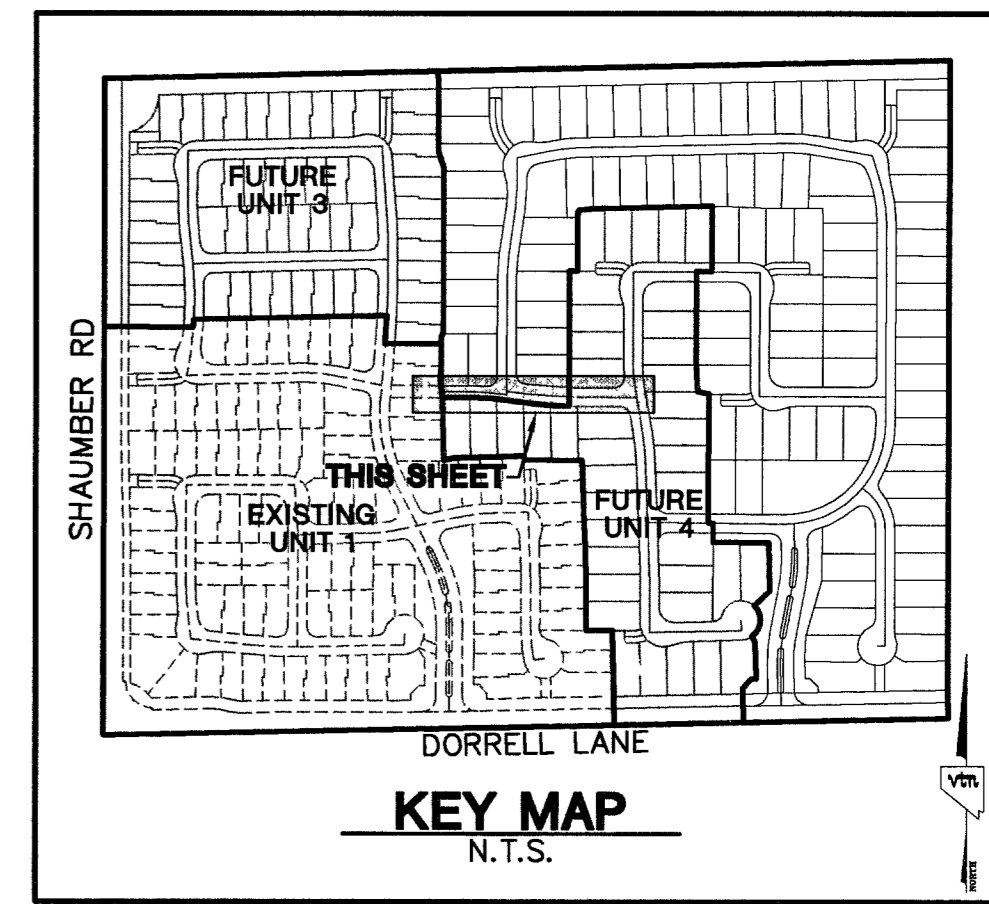 FUTURE
UNIT 3
SHAUMBER RD
THIS SHEET
EXISTING
UNIT 1
FUTURE
UNIT 4
DORRELL LANE
vtn
NORTH
KEY MAP
N.T.S.